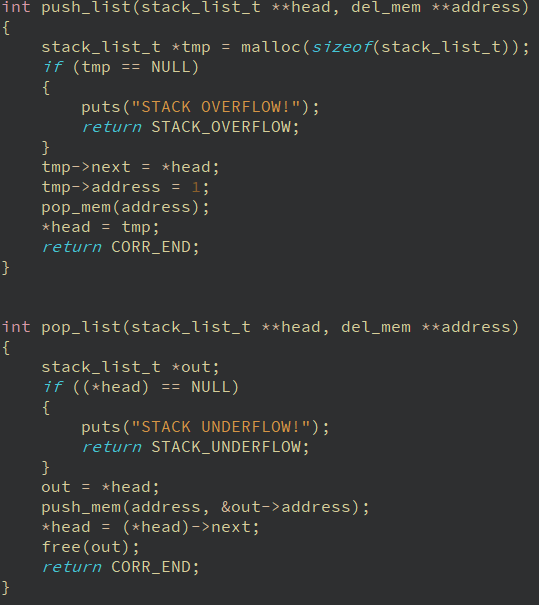 int push_list(stack_list_t **head, del_mem **address)
{
    stack_list_t *tmp = malloc(sizeof(stack_list_t));
    if (tmp == NULL)
    {
        puts("STACK OVERFLOW!");
        return STACK_OVERFLOW;
    }
    tmp->next = *head;
    tmp->address = 1;
    pop_mem(address);
    *head = tmp;
    return CORR_END;
}
int pop_list(stack_list_t **head, del_mem **address)
{
    stack_list_t *out;
    if ((*head) == NULL)
    {
        puts("STACK UNDERFLOW!");
        return STACK_UNDERFLOW;
    }
    out = *head;
    push_mem(address, &out->address);
    *head = (*head)->next;
    free(out);
    return CORR_END;
}